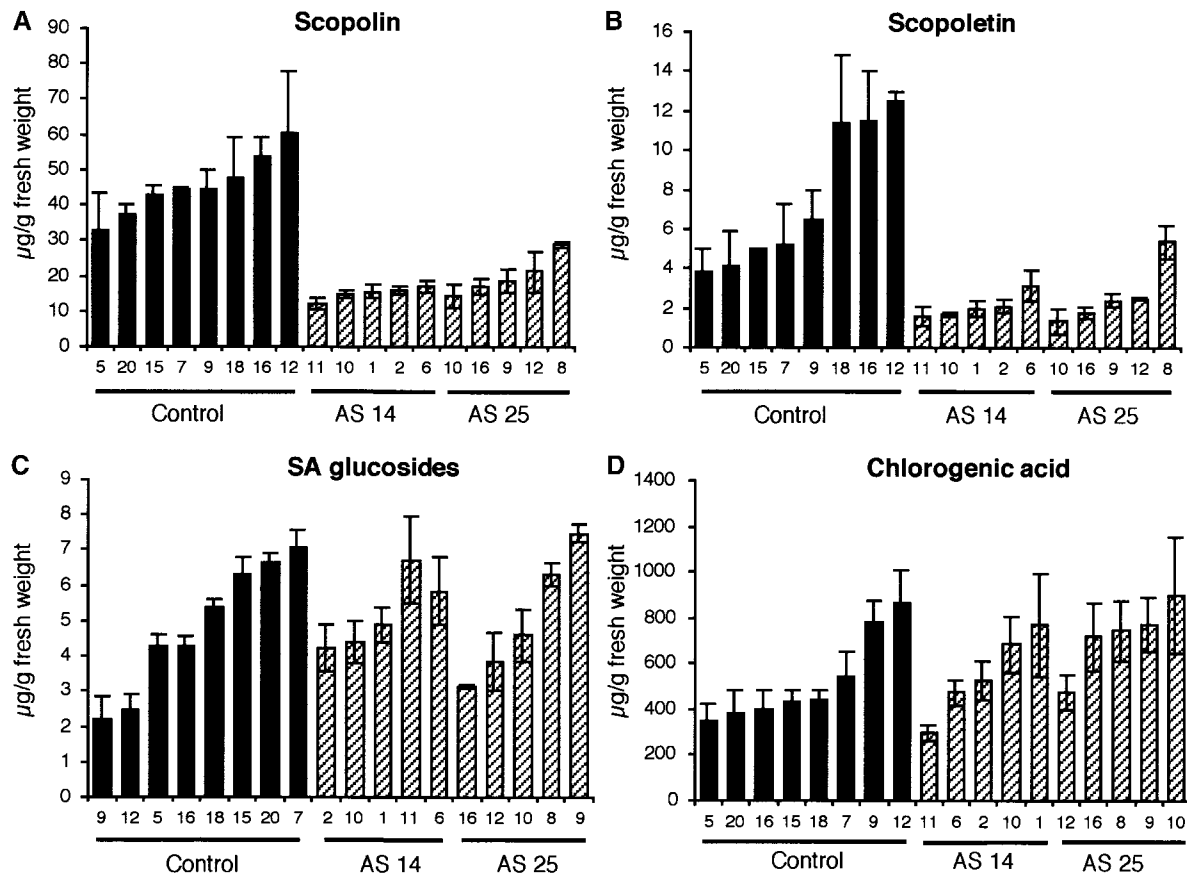 A
Scopolin
90
80
70
60
50
40
30
20
10
0
µg/g fresh weight
5 20 15 7 9 18 16 12 11 10 1 2 6 10 16 9 12 8
Control AS 14 AS 25
B
Scopoletin
16
14
12
10
8
6
4
2
0
µg/g fresh weight
5 20 15 7 9 18 16 12 11 10 1 2 6 10 16 9 12 8
Control AS 14 AS 25
C
SA glucosides
9
8
7
6
5
4
3
2
1
0
µg/g fresh weight
9 12 5 16 18 15 20 7 2 10 1 11 6 16 12 10 8 9
Control AS 14 AS 25
D
Chlorogenic acid
1400
1200
1000
800
600
400
200
0
µg/g fresh weight
5 20 16 15 18 7 9 12 11 6 2 10 1 12 16 8 9 10
Control AS 14 AS 25